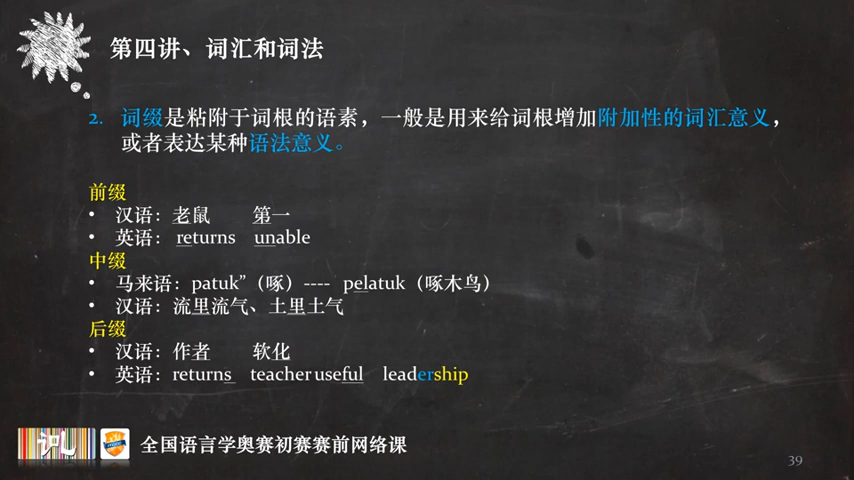 第四讲、词汇和词法
2. 词缀是粘附于词根的语素，一般是用来给词根增加附加性的词汇意义，
或者表达某种语法意义。
前缀
• 汉语：老鼠 第一
• 英语：returns unable
中缀
• 马来语：patuk”（啄）---- pelatuk（啄木鸟）
• 汉语：流里流气、土里土气
后缀
• 汉语：作者 软化
• 英语：returns teacher useful leadership
全国语言学奥赛初赛赛前网络课
39